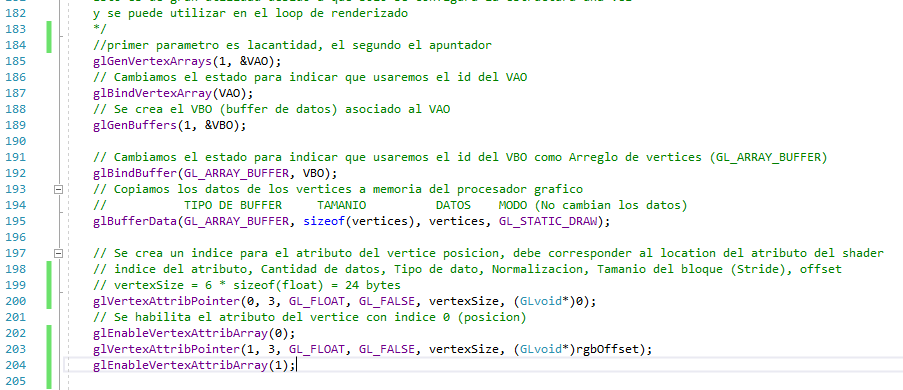 182 y se puede utilizar en el loop de renderizado
183 */
184 //primer parametro es lacantidad, el segundo el apuntador
185 glGenVertexArrays(1, &VAO);
186 // Cambiamos el estado para indicar que usaremos el id del VAO
187 glBindVertexArray(VAO);
188 // Se crea el VBO (buffer de datos) asociado al VAO
189 glGenBuffers(1, &VBO);
190
191 // Cambiamos el estado para indicar que usaremos el id del VBO como Arreglo de vertices (GL_ARRAY_BUFFER)
192 glBindBuffer(GL_ARRAY_BUFFER, VBO);
193 // Copiamos los datos de los vertices a memoria del procesador grafico
194 // TIPO DE BUFFER TAMANIO DATOS MODO (No cambian los datos)
195 glBufferData(GL_ARRAY_BUFFER, sizeof(vertices), vertices, GL_STATIC_DRAW);
196
197 // Se crea un indice para el atributo del vertice posicion, debe corresponder al location del atributo del shader
198 // indice del atributo, Cantidad de datos, Tipo de dato, Normalizacion, Tamanio del bloque (Stride), offset
199 // vertexSize = 6 * sizeof(float) = 24 bytes
200 glVertexAttribPointer(0, 3, GL_FLOAT, GL_FALSE, vertexSize, (GLvoid*)0);
201 // Se habilita el atributo del vertice con indice 0 (posicion)
202 glEnableVertexAttribArray(0);
203 glVertexAttribPointer(1, 3, GL_FLOAT, GL_FALSE, vertexSize, (GLvoid*)rgbOffset);
204 glEnableVertexAttribArray(1);
205